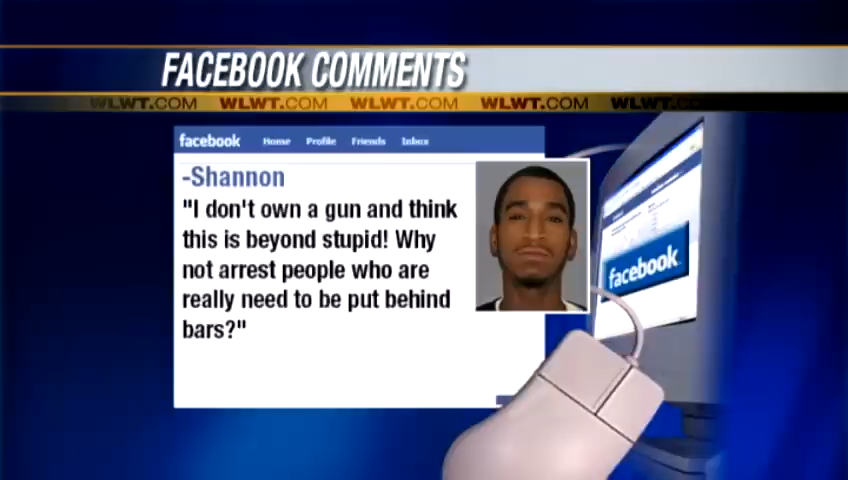 FACEBOOK COMMENTS
WLWT.COM WLWT.COM WLWT.COM WLWT.COM WLWT.CO
facebook Home Profile Friends Inbox
-Shannon
"I don't own a gun and think
this is beyond stupid! Why
not arrest people who are
really need to be put behind
bars?"
facebook